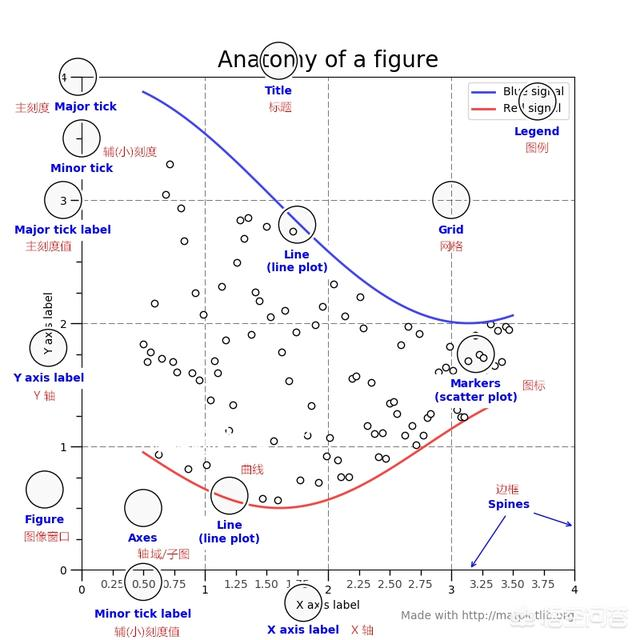 Anatomy of a figure
Title
标题
Blue signal
Red signal
Legend
图例
4
主刻度 Major tick
辅(小)刻度
Minor tick
3
Major tick label
主刻度值
Grid
网格
Line
(line plot)
Y axis label
2
Y axis label
Y 轴
Markers
(scatter plot)
图标
1
曲线
边框
Spines
Figure
图像窗口
Axes
轴域/子图
Line
(line plot)
0
0 0.25 0.50 0.75 1 1.25 1.50 1.75 2 2.25 2.50 2.75 3 3.25 3.50 3.75 4
X axis label
Minor tick label
辅(小)刻度值
X axis label X 轴
Made with http://matplotlib.org